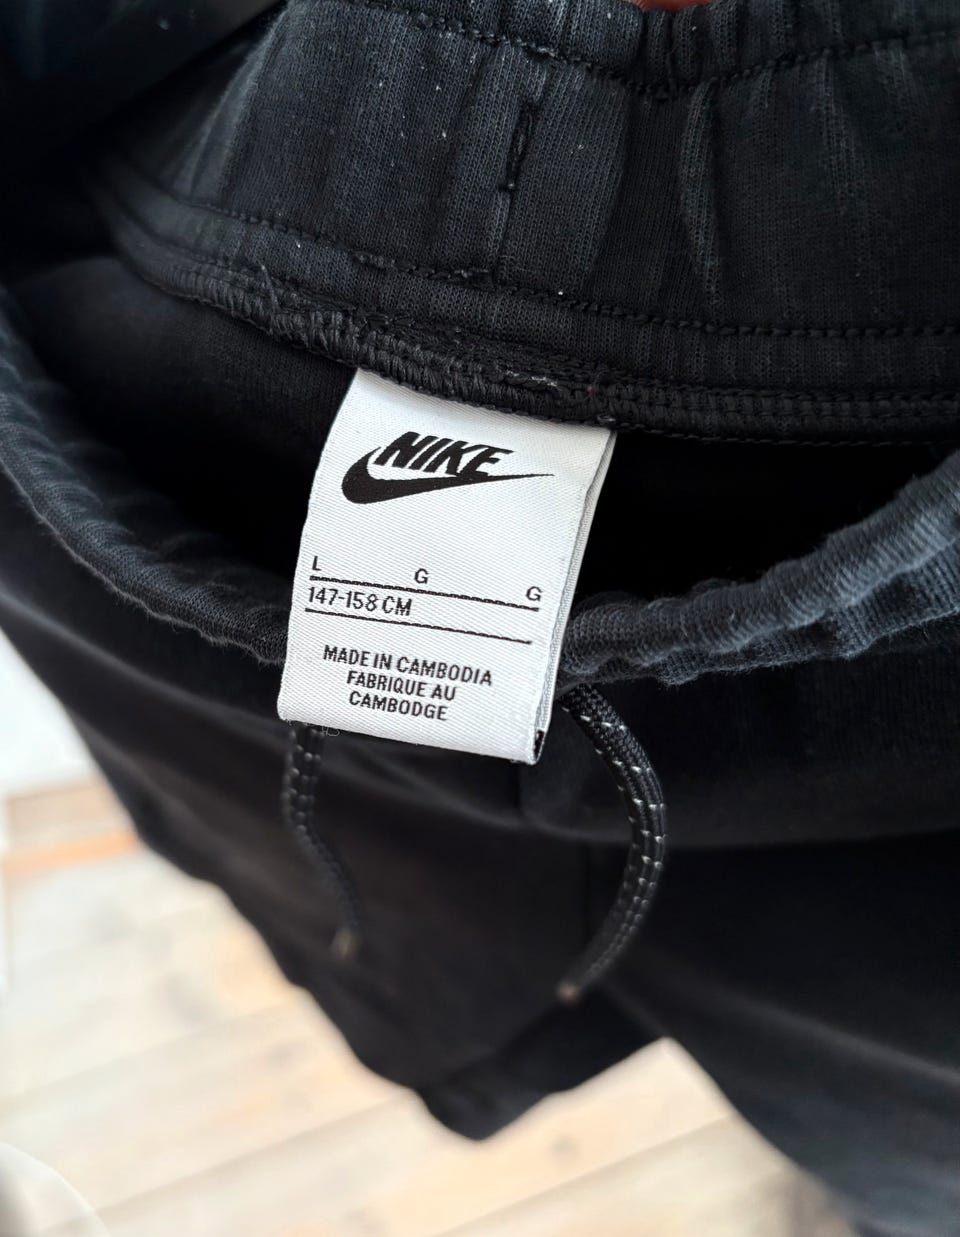 NIKE
L G G
147-158 CM
MADE IN CAMBODIA
FABRIQUE AU
CAMBODGE